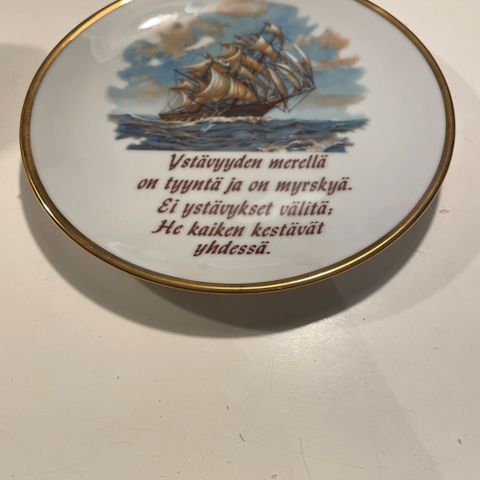 Ystävyyden merellä
on tyyntä ja on myrskyä.
Ei ystävykset välitä;
He kaiken kestävät
yhdessä.